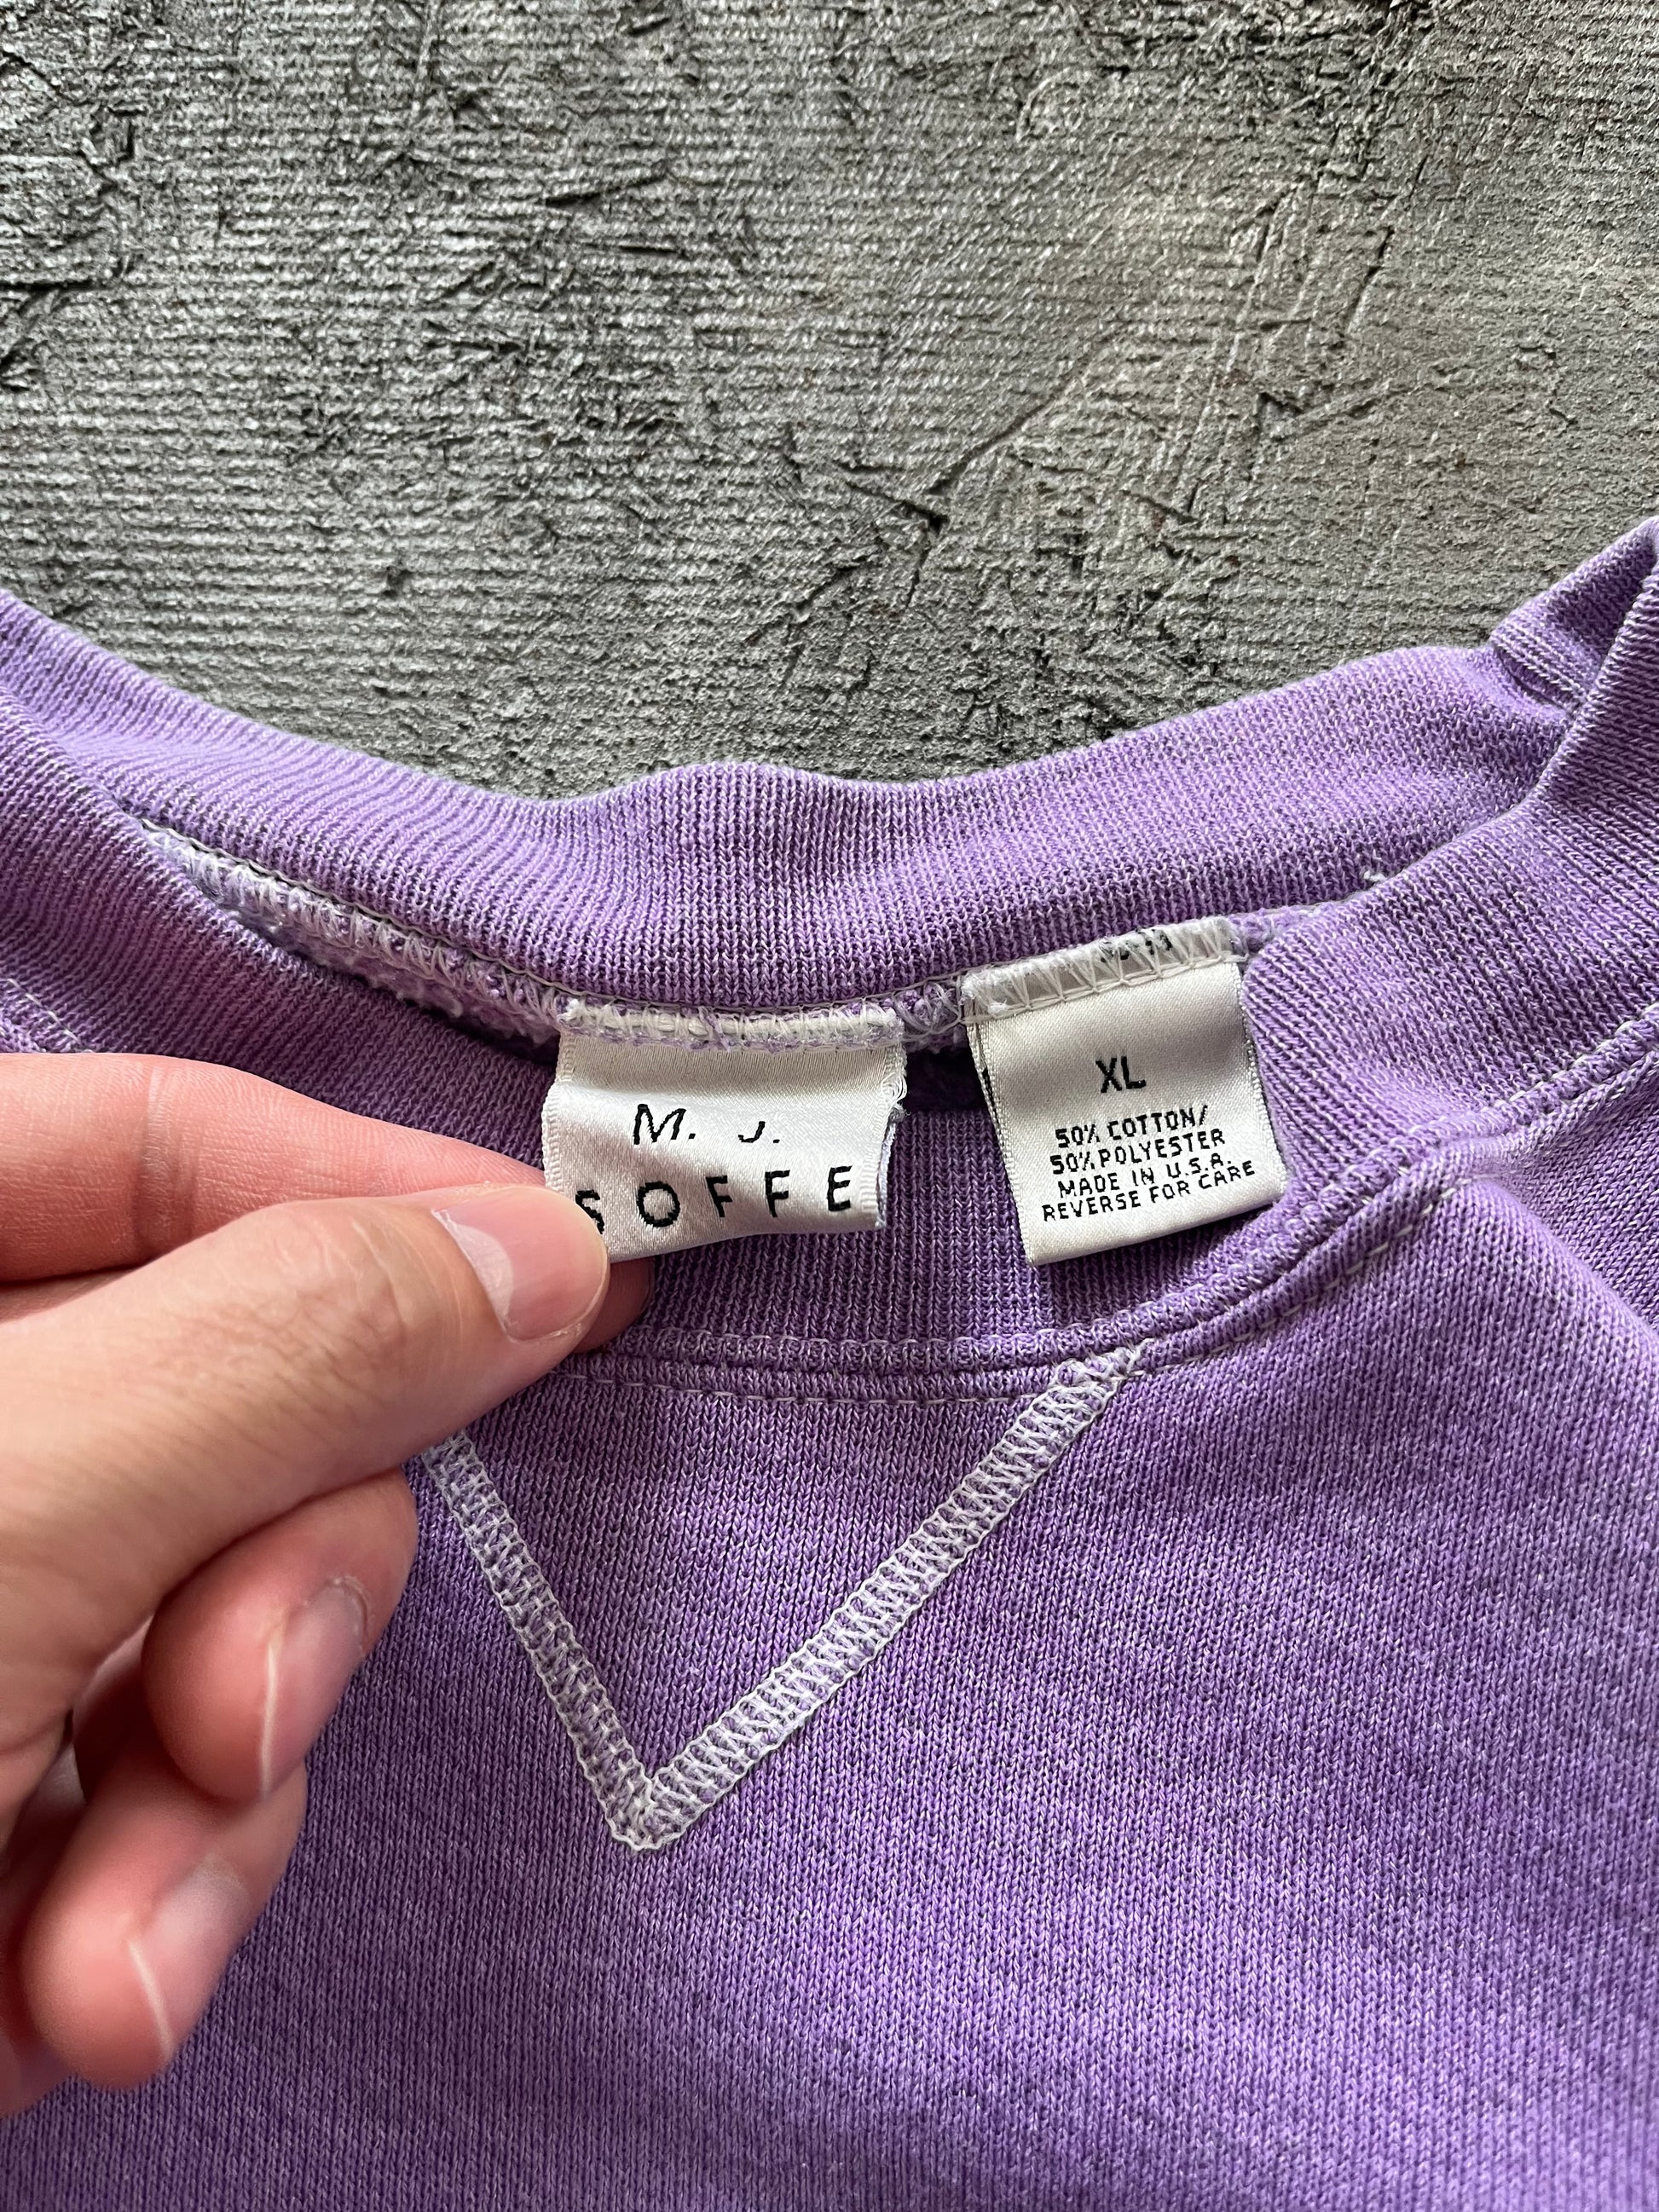 M. J.
SOFFE
XL
50% COTTON/
50% POLYESTER
MADE IN U.S.A.
REVERSE FOR CARE